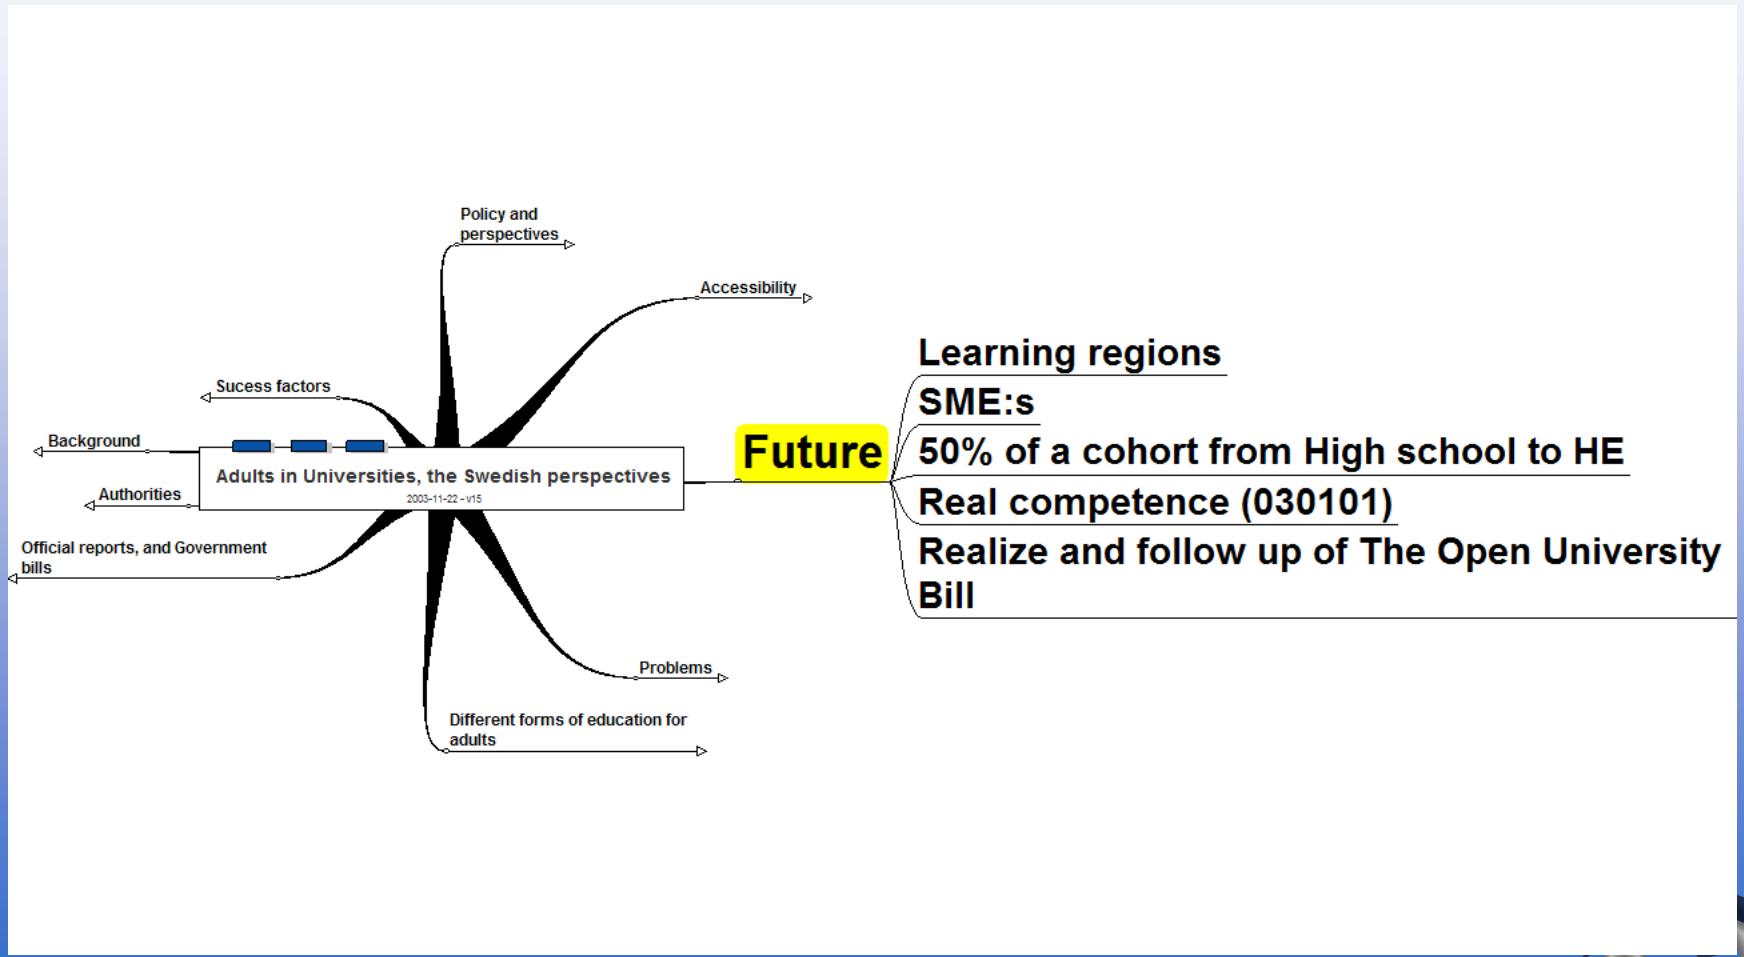 Policy and
perspectives
Accessibility
Sucess factors
Background
Authorities
Official reports, and Government
bills
Adults in Universities, the Swedish perspectives
2003-11-22 - v15
Future
Learning regions
SME:s
50% of a cohort from High school to HE
Real competence (030101)
Realize and follow up of The Open University
Bill
Problems
Different forms of education for
adults